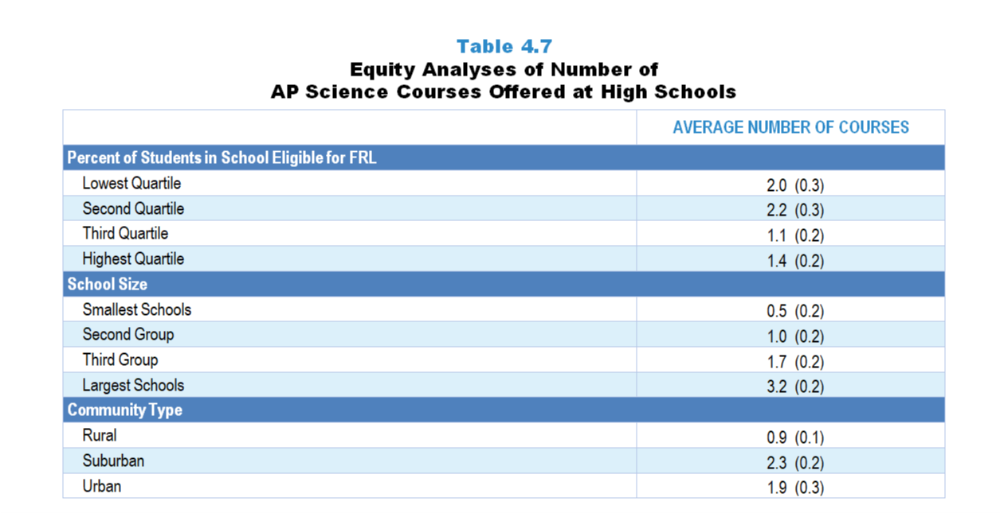 Table 4.7
Equity Analyses of Number of
AP Science Courses Offered at High Schools
AVERAGE NUMBER OF COURSES
Percent of Students in School Eligible for FRL
Lowest Quartile 2.0 (0.3)
Second Quartile 2.2 (0.3)
Third Quartile 1.1 (0.2)
Highest Quartile 1.4 (0.2)
School Size
Smallest Schools 0.5 (0.2)
Second Group 1.0 (0.2)
Third Group 1.7 (0.2)
Largest Schools 3.2 (0.2)
Community Type
Rural 0.9 (0.1)
Suburban 2.3 (0.2)
Urban 1.9 (0.3)